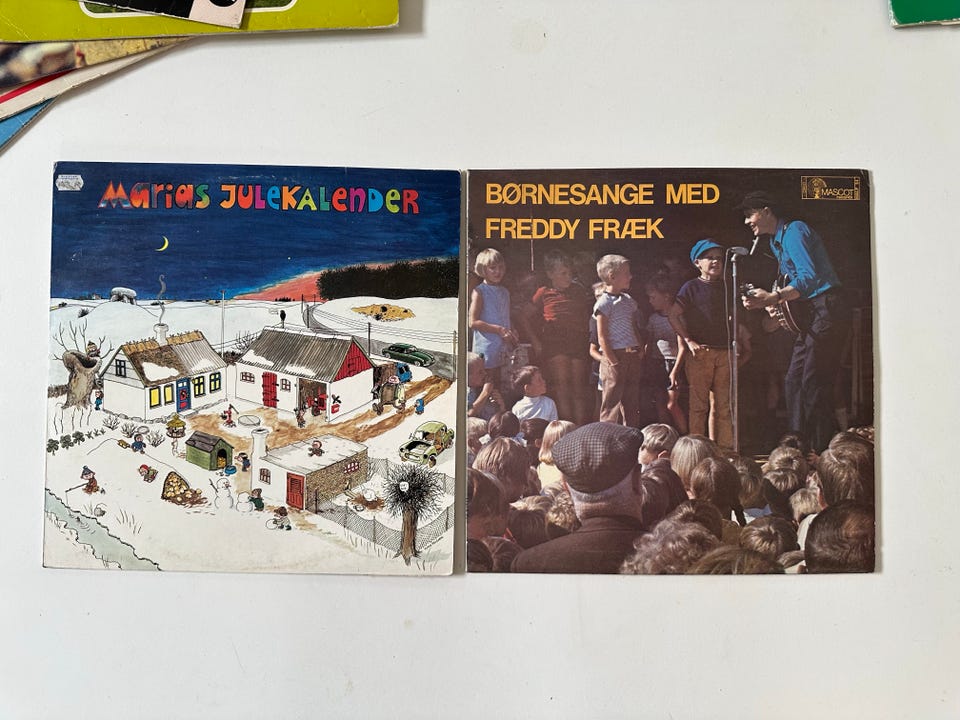 MARiAS JULEKALENDER
BØRNESANGE MED
FREDDY FRÆK
MASCOT